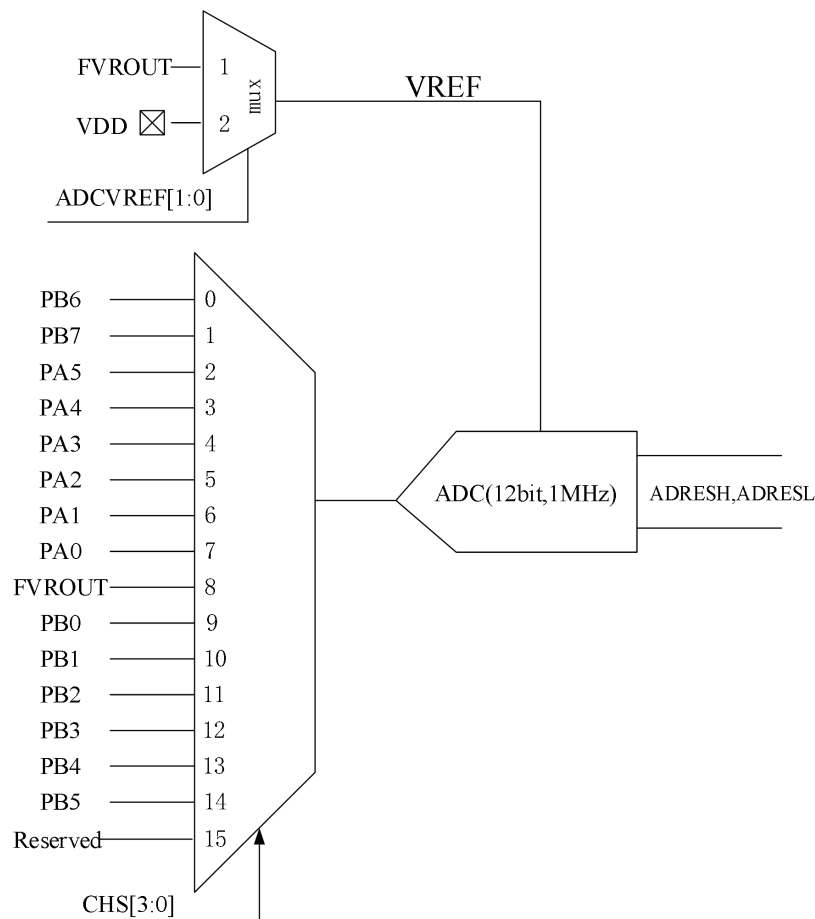 FVROUT 1
mux
VREF
VDD 2
ADCVREF[1:0]
PB6 0
PB7 1
PA5 2
PA4 3
PA3 4
PA2 5
PA1 6
PA0 7
FVROUT 8
PB0 9
PB1 10
PB2 11
PB3 12
PB4 13
PB5 14
Reserved 15
CHS[3:0]
ADC(12bit,1MHz)
ADRESH,ADRESL